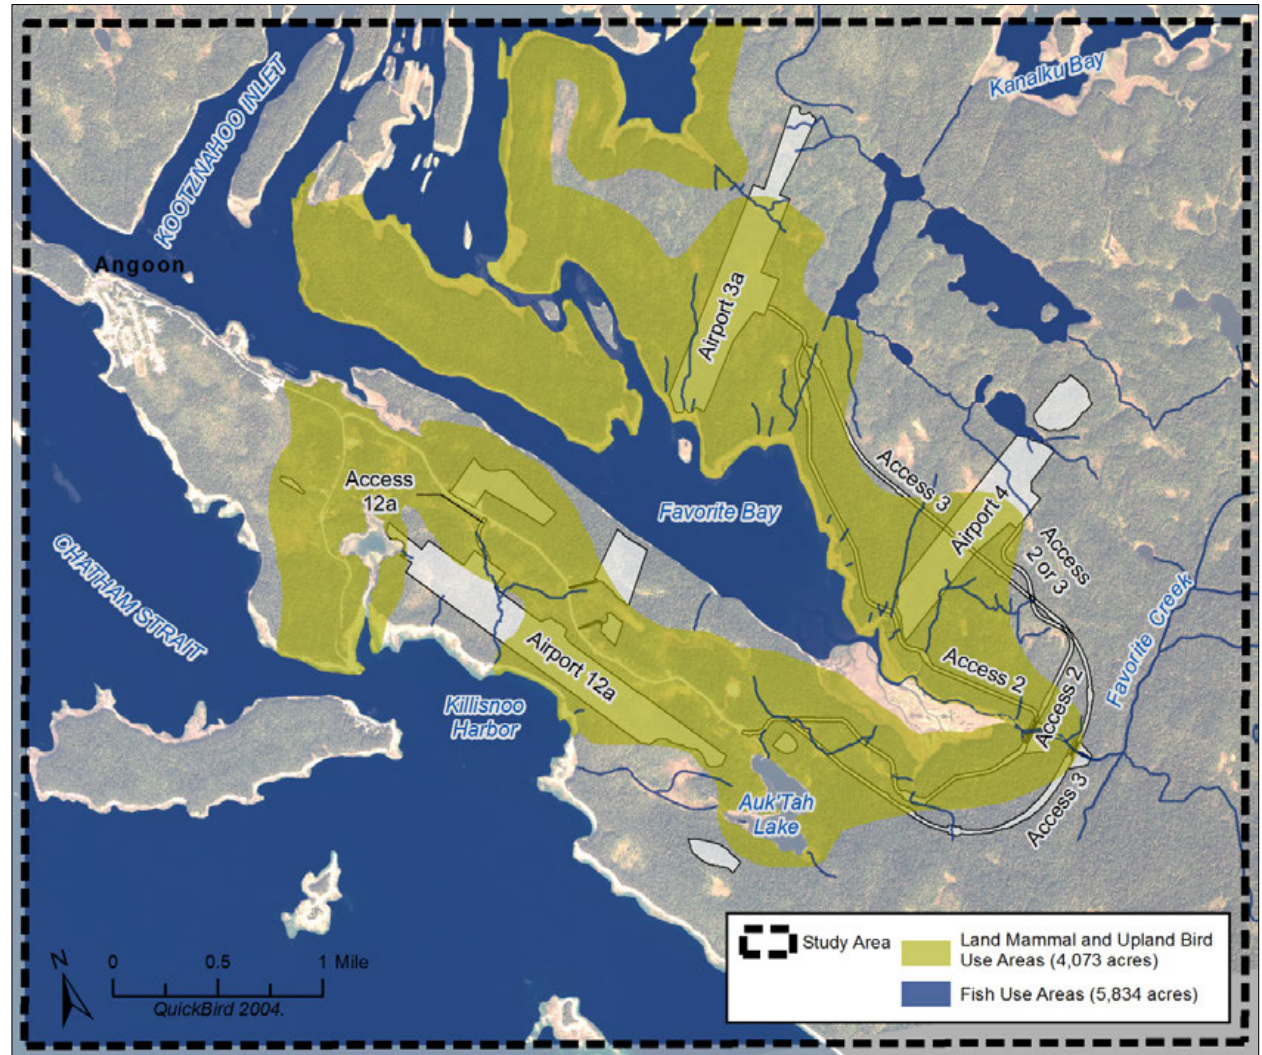 Kanalku Bay
KOOTZNAHOO INLET
Angoon
Airport 3a
Access
12a
Favorite Bay
Access 3
Airport 4
Access
2 or 3
CHATHAM STRAIT
Favorite Creek
Airport 12a
Access 2
Access 2
Killisnoo
Harbor
Access 3
Auk'Tah
Lake
N
0 0.5 1 Mile
QuickBird 2004.
Study Area
Land Mammal and Upland Bird
Use Areas (4,073 acres)
Fish Use Areas (5,834 acres)